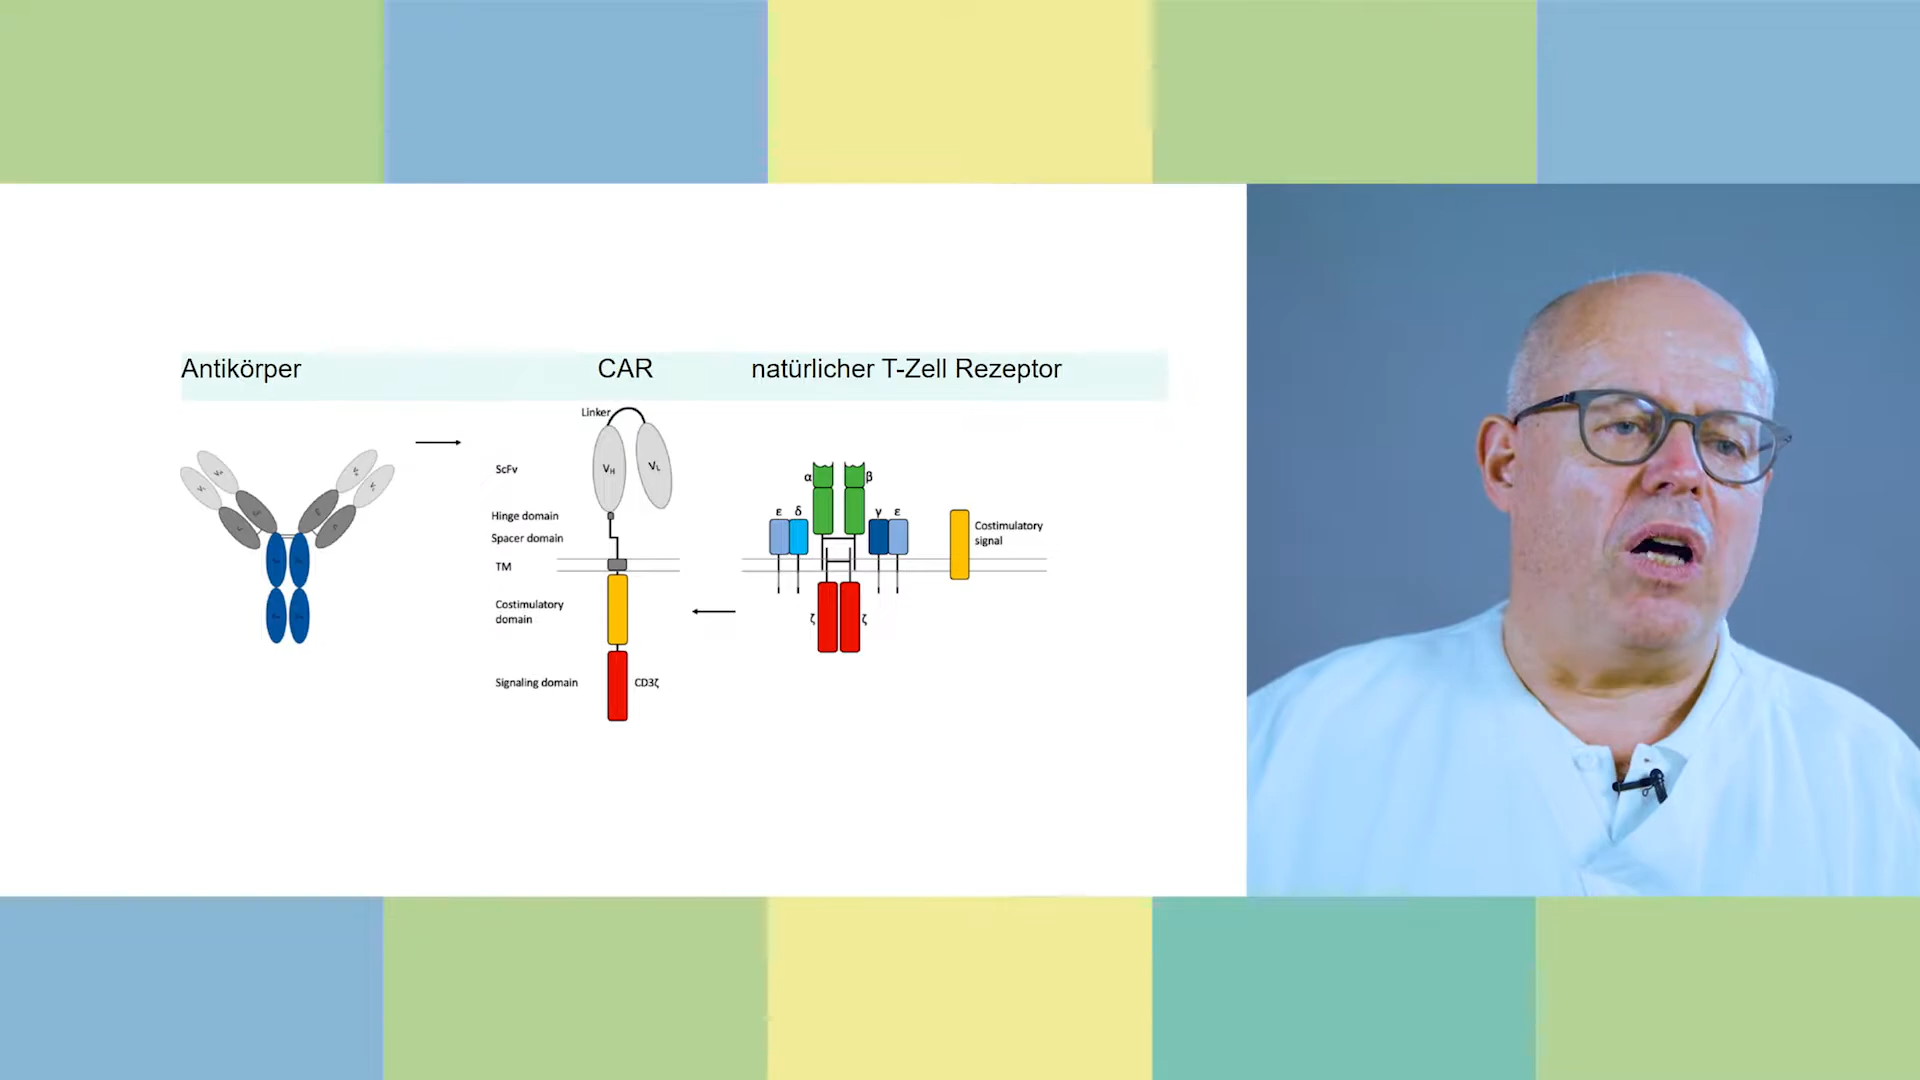 Antikörper
CAR
natürlicher T-Zell Rezeptor
Linker
ScFv
VH
VL
Hinge domain
Spacer domain
TM
Costimulatory
domain
Signaling domain
CD3ζ
α
β
ε
δ
γ
ε
Costimulatory
signal
ζ
ζ